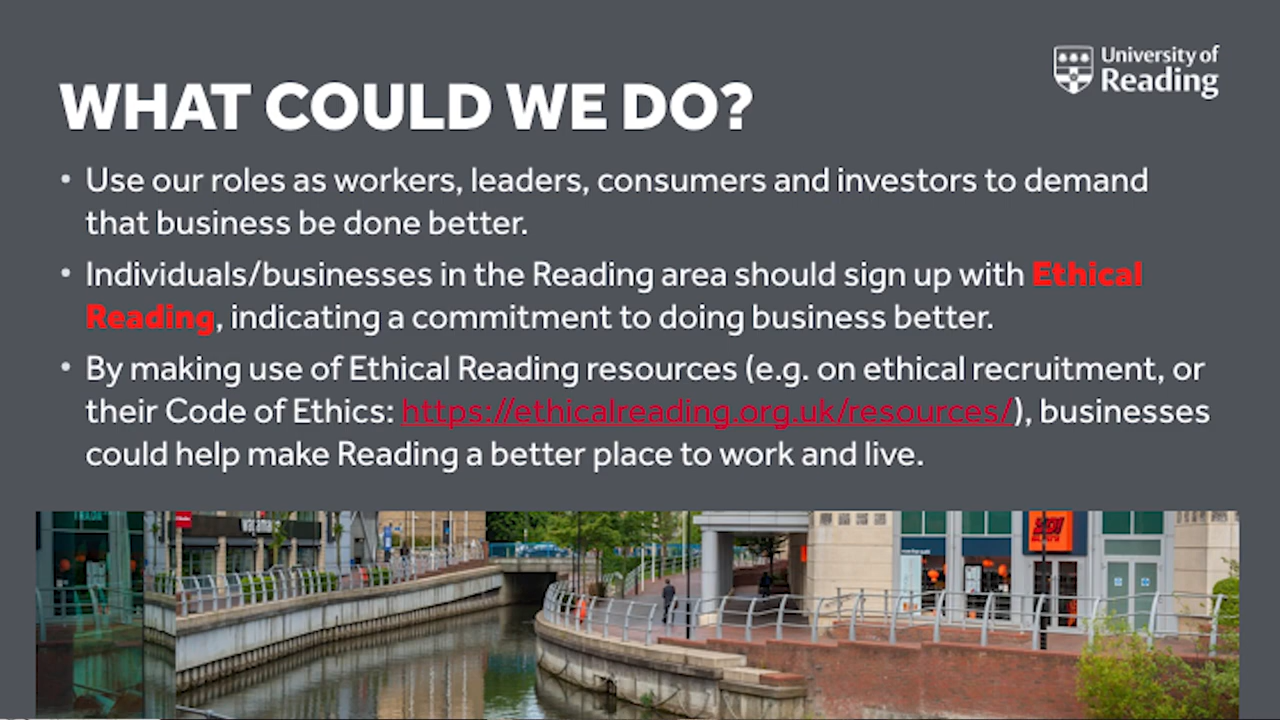 University of
Reading
WHAT COULD WE DO?
• Use our roles as workers, leaders, consumers and investors to demand
that business be done better.
• Individuals/businesses in the Reading area should sign up with Ethical
Reading, indicating a commitment to doing business better.
• By making use of Ethical Reading resources (e.g. on ethical recruitment, or
their Code of Ethics: https://ethicalreading.org.uk/resources/), businesses
could help make Reading a better place to work and live.